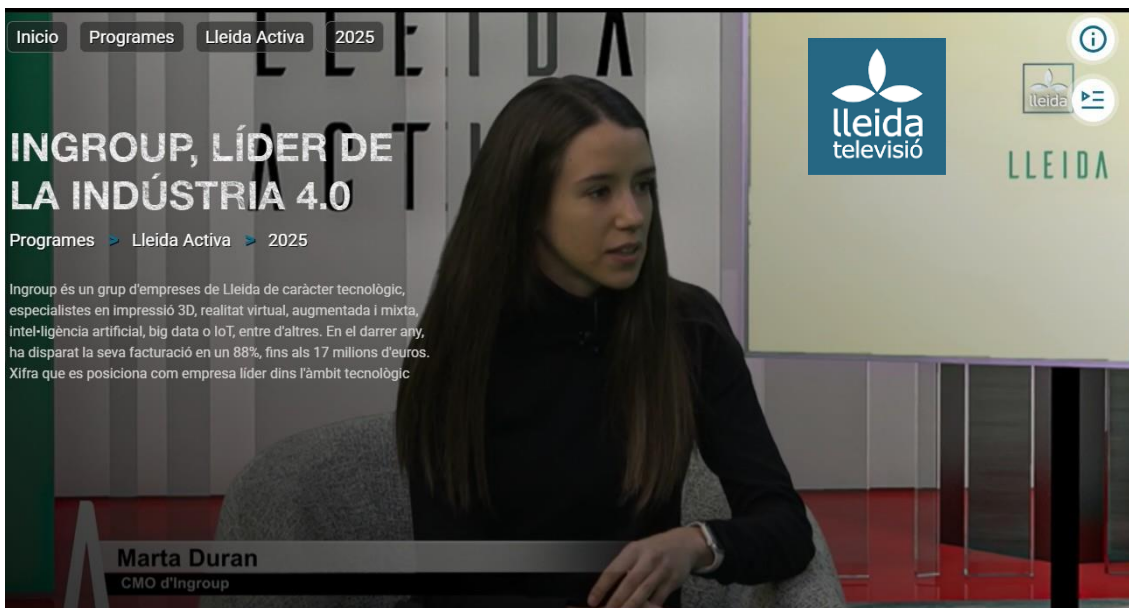 Inicio Programes Lleida Activa 2025
LLEIDA
ACTI
INGROUP, LÍDER DE
LA INDÚSTRIA 4.0
Programes > Lleida Activa > 2025
Ingroup és un grup d'empreses de Lleida de caràcter tecnològic,
especialistes en impressió 3D, realitat virtual, augmentada i mixta,
intel•ligència artificial, big data o IoT, entre d'altres. En el darrer any,
ha disparat la seva facturació en un 88%, fins als 17 milions d'euros.
Xifra que es posiciona com empresa líder dins l'àmbit tecnològic
lleida
televisió
lleida
LLEIDA
Marta Duran
CMO d'Ingroup